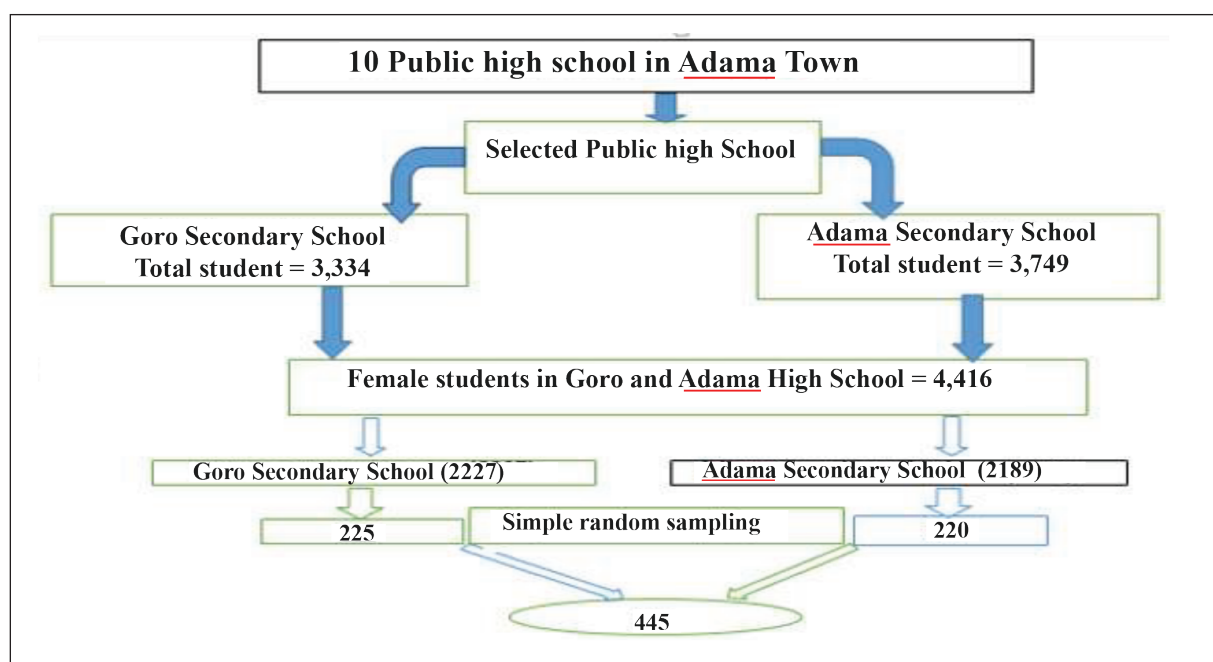 10 Public high school in Adama Town
Selected Public high School
Goro Secondary School
Total student = 3,334
Adama Secondary School
Total student = 3,749
Female students in Goro and Adama High School = 4,416
Goro Secondary School (2227)
Adama Secondary School (2189)
225
Simple random sampling
220
445